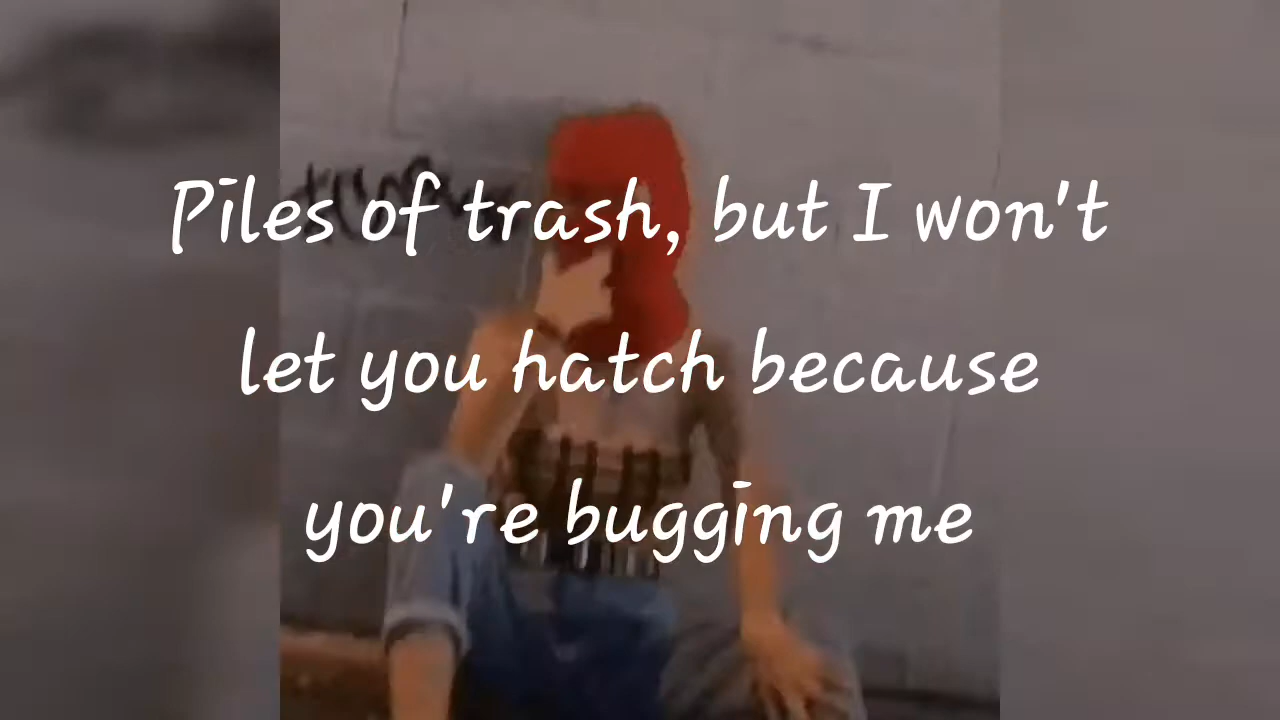 Piles of trash, but I won't
let you hatch because
you're bugging me